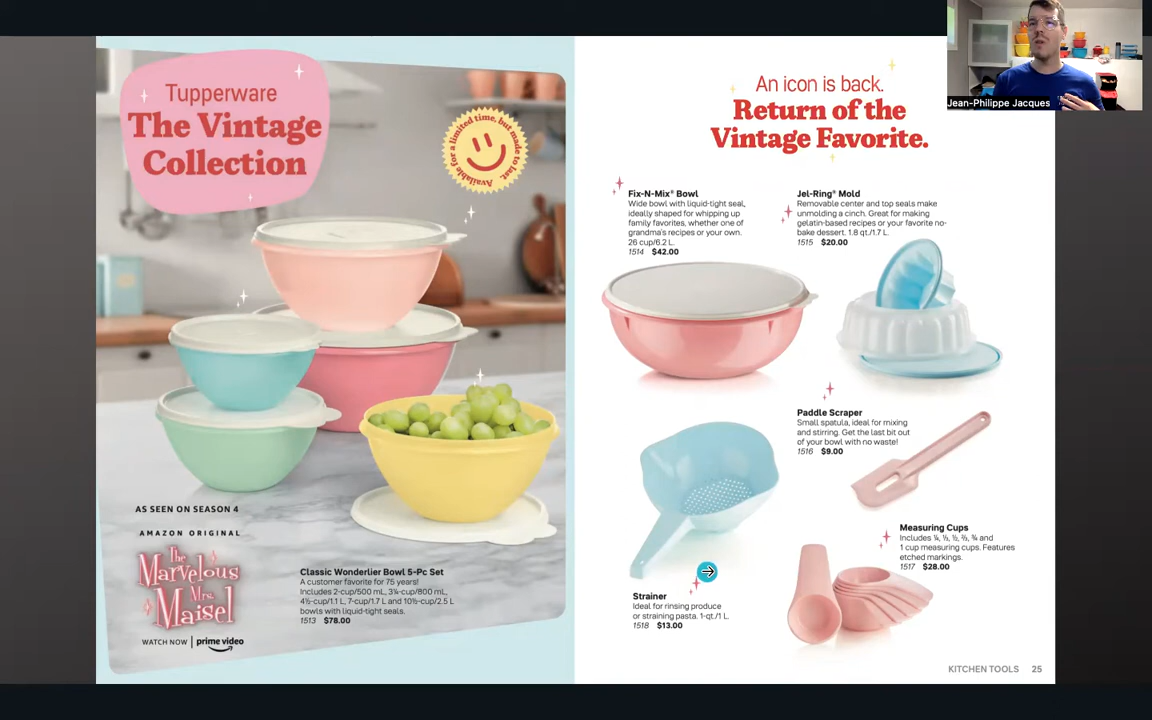 Tupperware
The Vintage
Collection
Available for a limited time, but made to last.
AS SEEN ON SEASON 4
AMAZON ORIGINAL
The
Marvelous
Mrs.
Maisel
WATCH NOW | prime video
Classic Wonderlier Bowl 5-Pc Set
A customer favorite for 75 years!
Includes 2-cup/500 mL, 3¼-cup/800 mL,
4½-cup/1.1 L, 7-cup/1.7 L and 10½-cup/2.5 L
bowls with liquid-tight seals.
1513 $78.00
An icon is back.
Return of the
Vintage Favorite.
Fix-N-Mix® Bowl
Wide bowl with liquid-tight seal,
ideally shaped for whipping up
family favorites, whether one of
grandma's recipes or your own.
26 cup/6.2 L.
1514 $42.00
Jel-Ring® Mold
Removable center and top seals make
unmolding a cinch. Great for making
gelatin-based recipes or your favorite no-
bake dessert. 1.8 qt./1.7 L.
1515 $20.00
Paddle Scraper
Small spatula, ideal for mixing
and stirring. Get the last bit out
of your bowl with no waste!
1516 $9.00
Measuring Cups
Includes ¼, ⅓, ½, ⅔, ¾ and
1 cup measuring cups. Features
etched markings.
1517 $28.00
Strainer
Ideal for rinsing produce
or straining pasta. 1-qt./1 L.
1518 $13.00
KITCHEN TOOLS 25
Jean-Philippe Jacques